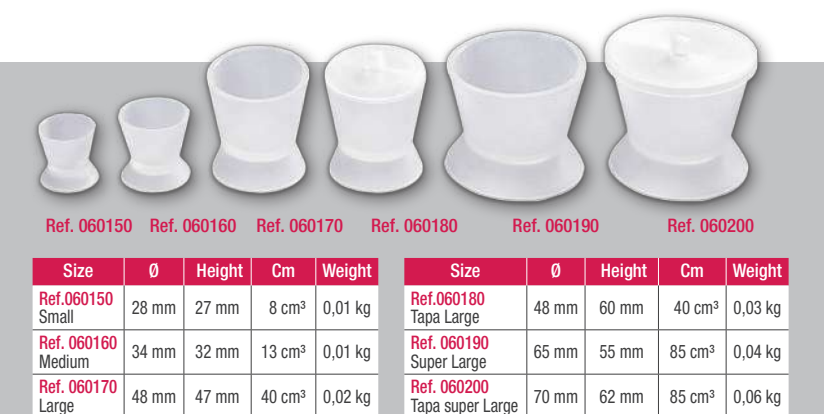 Ref. 060150 Ref. 060160 Ref. 060170 Ref. 060180 Ref. 060190 Ref. 060200
Size Ø Height Cm Weight
Ref.060150
Small 28 mm 27 mm 8 cm³ 0,01 kg
Ref. 060160
Medium 34 mm 32 mm 13 cm³ 0,01 kg
Ref. 060170
Large 48 mm 47 mm 40 cm³ 0,02 kg
Size Ø Height Cm Weight
Ref.060180
Tapa Large 48 mm 60 mm 40 cm³ 0,03 kg
Ref. 060190
Super Large 65 mm 55 mm 85 cm³ 0,04 kg
Ref. 060200
Tapa super Large 70 mm 62 mm 85 cm³ 0,06 kg